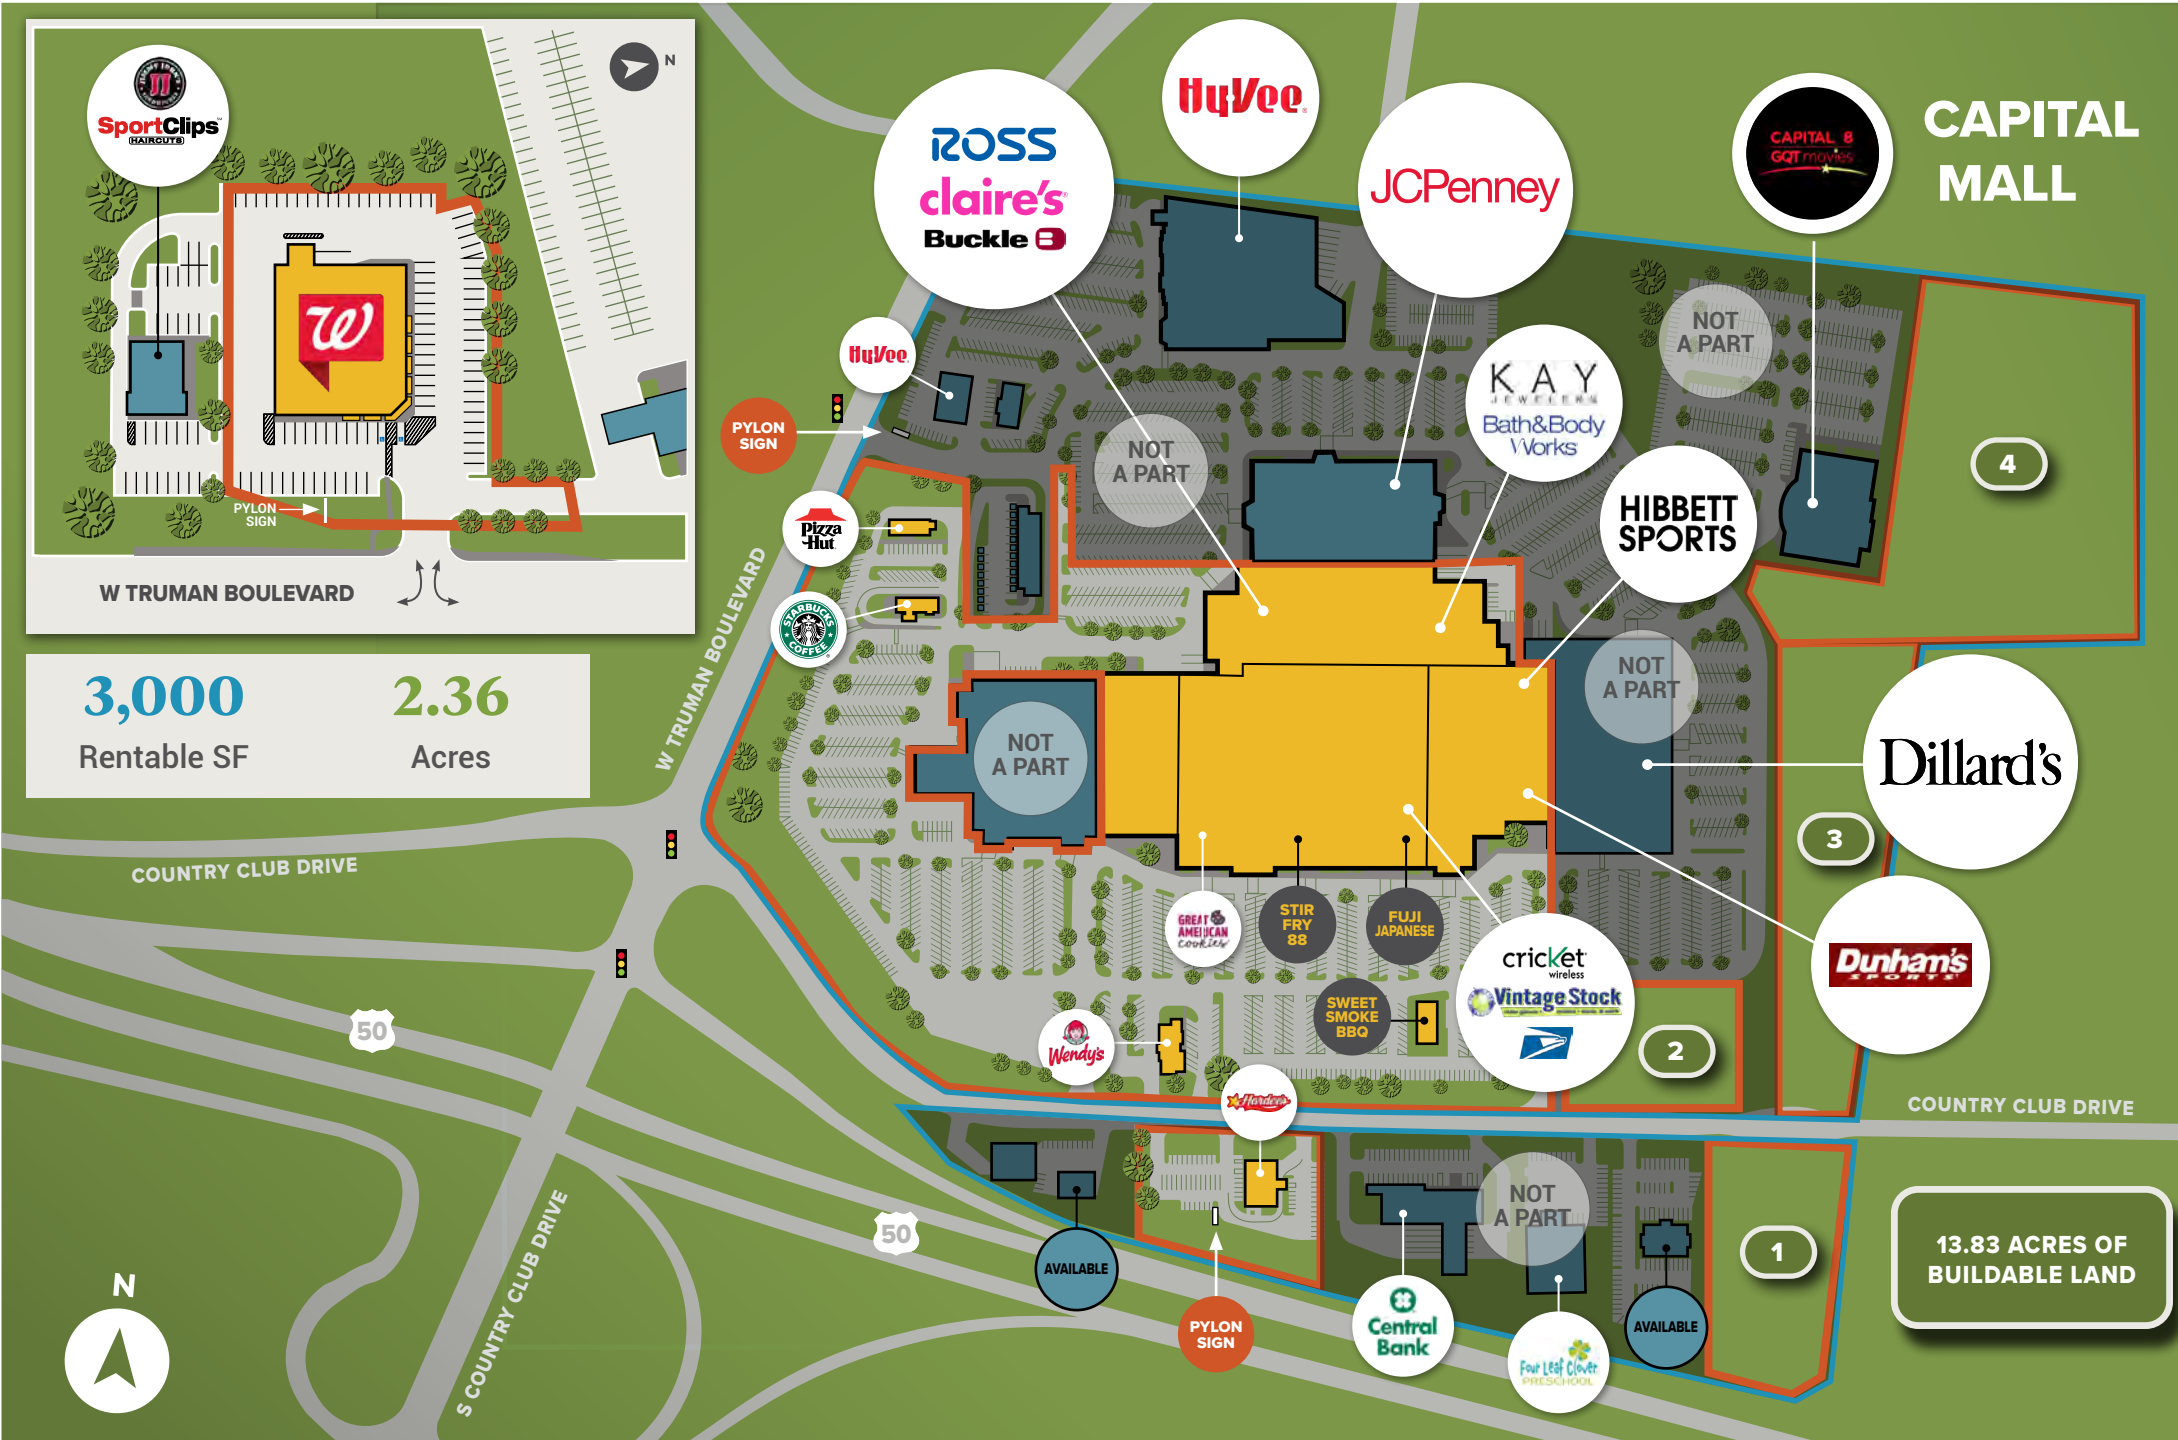 SportClips
HAIRCUTS
N
PYLON
SIGN
W TRUMAN BOULEVARD
3,000
Rentable SF
2.36
Acres
CAPITAL
MALL
ROSS
claire's
Buckle B
HyVee
JCPenney
CAPITAL 8
GQT movies
HyVee
PYLON
SIGN
NOT
A PART
NOT
A PART
KAY
JEWELERS
Bath&Body
Works
HIBBETT
SPORTS
4
Pizza
Hut
STARBUCKS
COFFEE
W TRUMAN BOULEVARD
NOT
A PART
NOT
A PART
Dillard's
3
COUNTRY CLUB DRIVE
GREAT
AMERICAN
COOKIES
STIR
FRY
88
FUJI
JAPANESE
cricket
wireless
Vintage Stock
Dunham's
SPORTS
SWEET
SMOKE
BBQ
Wendy's
2
50
Hardee's
COUNTRY CLUB DRIVE
50
S COUNTRY CLUB DRIVE
AVAILABLE
PYLON
SIGN
Central
Bank
NOT
A PART
Four Leaf Clover
PRESCHOOL
AVAILABLE
1
13.83 ACRES OF
BUILDABLE LAND
N